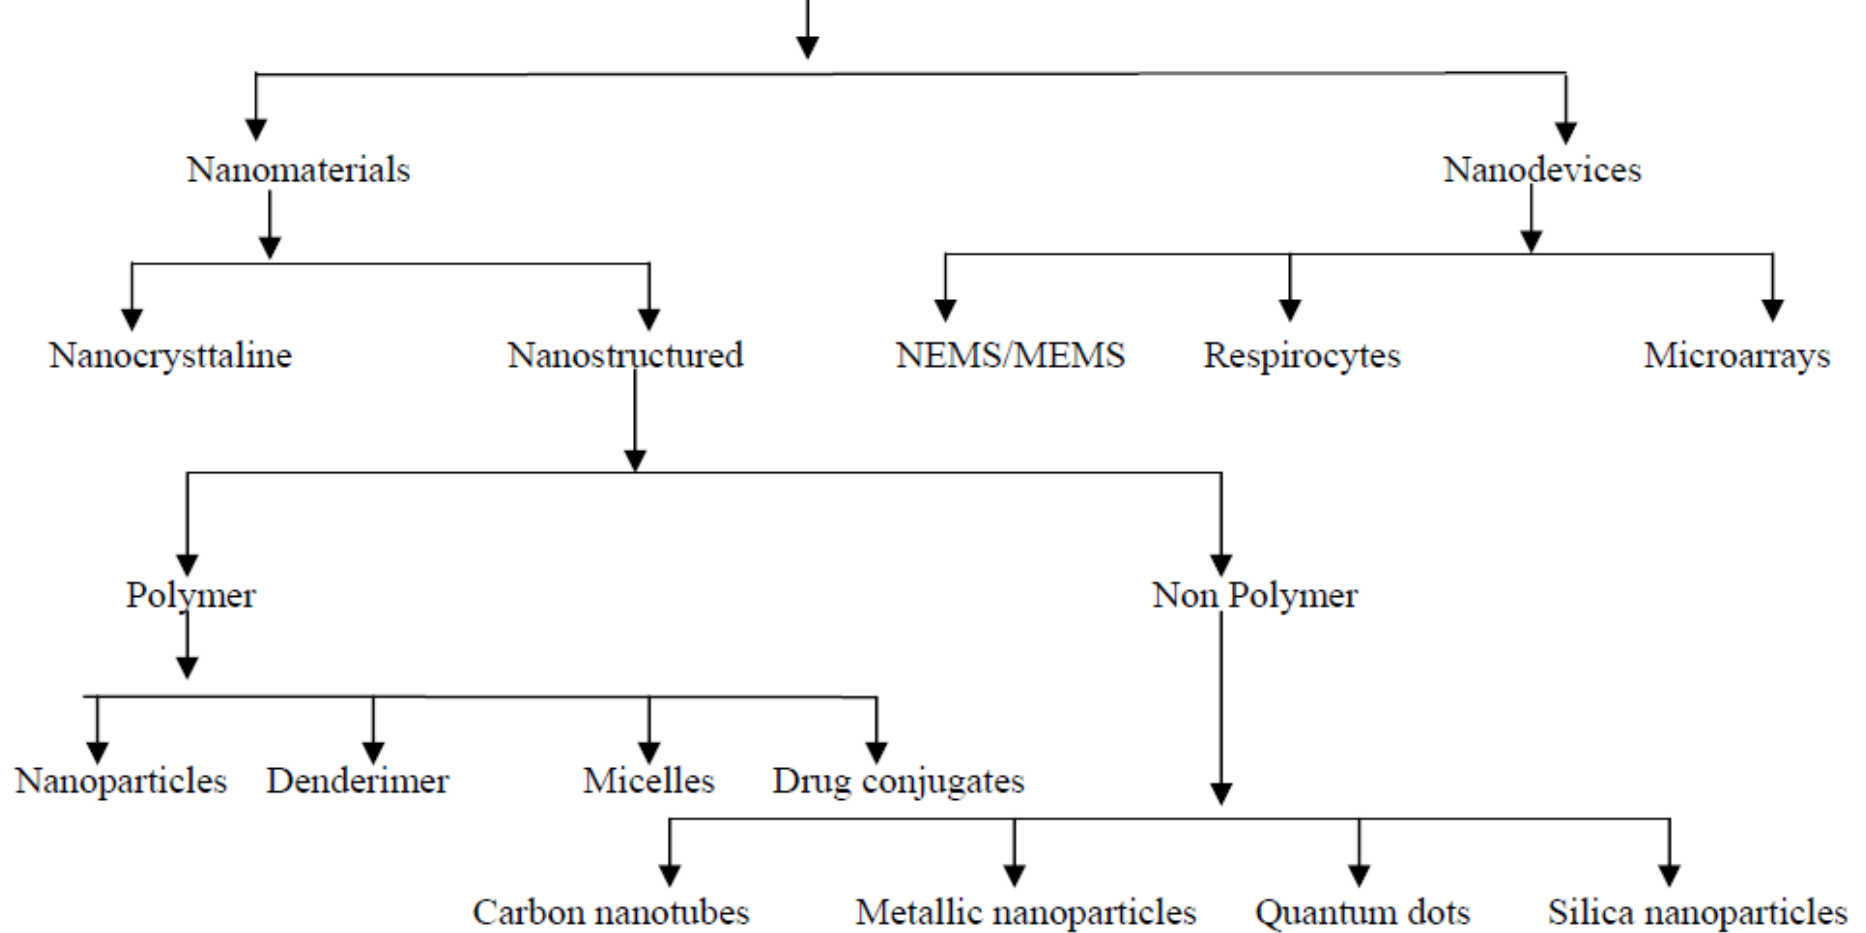 Nanomaterials
Nanodevices
Nanocrysttaline
Nanostructured
NEMS/MEMS
Respirocytes
Microarrays
Polymer
Non Polymer
Nanoparticles
Denderimer
Micelles
Drug conjugates
Carbon nanotubes
Metallic nanoparticles
Quantum dots
Silica nanoparticles